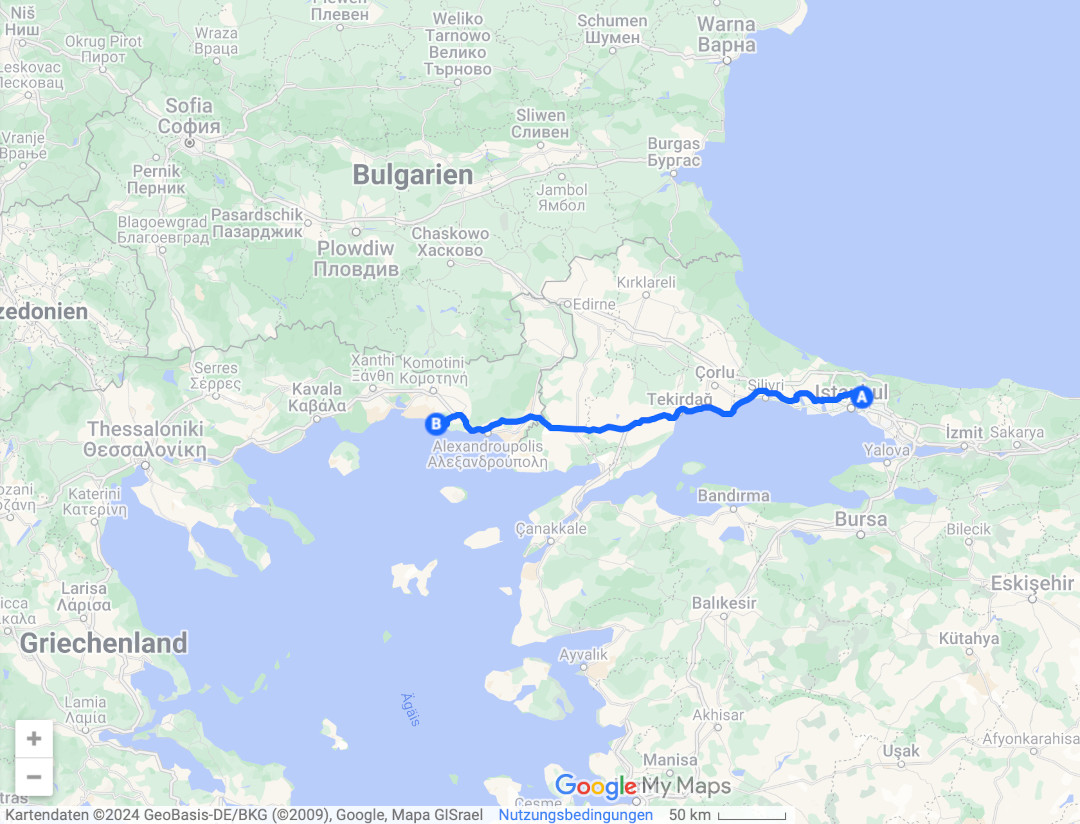 Niš
Ниш
Плевен
Weliko
Tarnowo
Велико
Търново
Schumen
Шумен
Warna
Варна
Okrug Pirot
Пирот
Wraza
Враца
Leskovac
Sofia
София
Sliwen
Сливен
Vranje
Врање
Burgas
Бургас
Pernik
Перник
Bulgarien
Jambol
Ямбол
Blagoewgrad
Благоевград
Pasardschik
Пазарджик
Chaskowo
Хасково
Plowdiw
Пловдив
Kırklareli
Edirne
zedonien
Serres
Σέρρες
Xanthi
Ξάνθη
Komotini
Κομοτηνή
Çorlu
Silivri
Kavala
Καβάλα
Tekirdağ
Istanbul
A
B
Thessaloniki
Θεσσαλονίκη
Alexandroupolis
Αλεξανδρούπολη
İzmit
Sakarya
Yalova
Katerini
Κατερίνη
Bandırma
Çanakkale
Bursa
Bilecik
Larisa
Λάρισα
Eskişehir
Balıkesir
Griechenland
Ayvalık
Kütahya
Lamia
Λαμία
Ägäis
Akhisar
Afyonkarahisa
Manisa
Uşak
+
−
Google My Maps
Çeşme
Kartendaten ©2024 GeoBasis-DE/BKG (©2009), Google, Mapa GISrael Nutzungsbedingungen 50 km